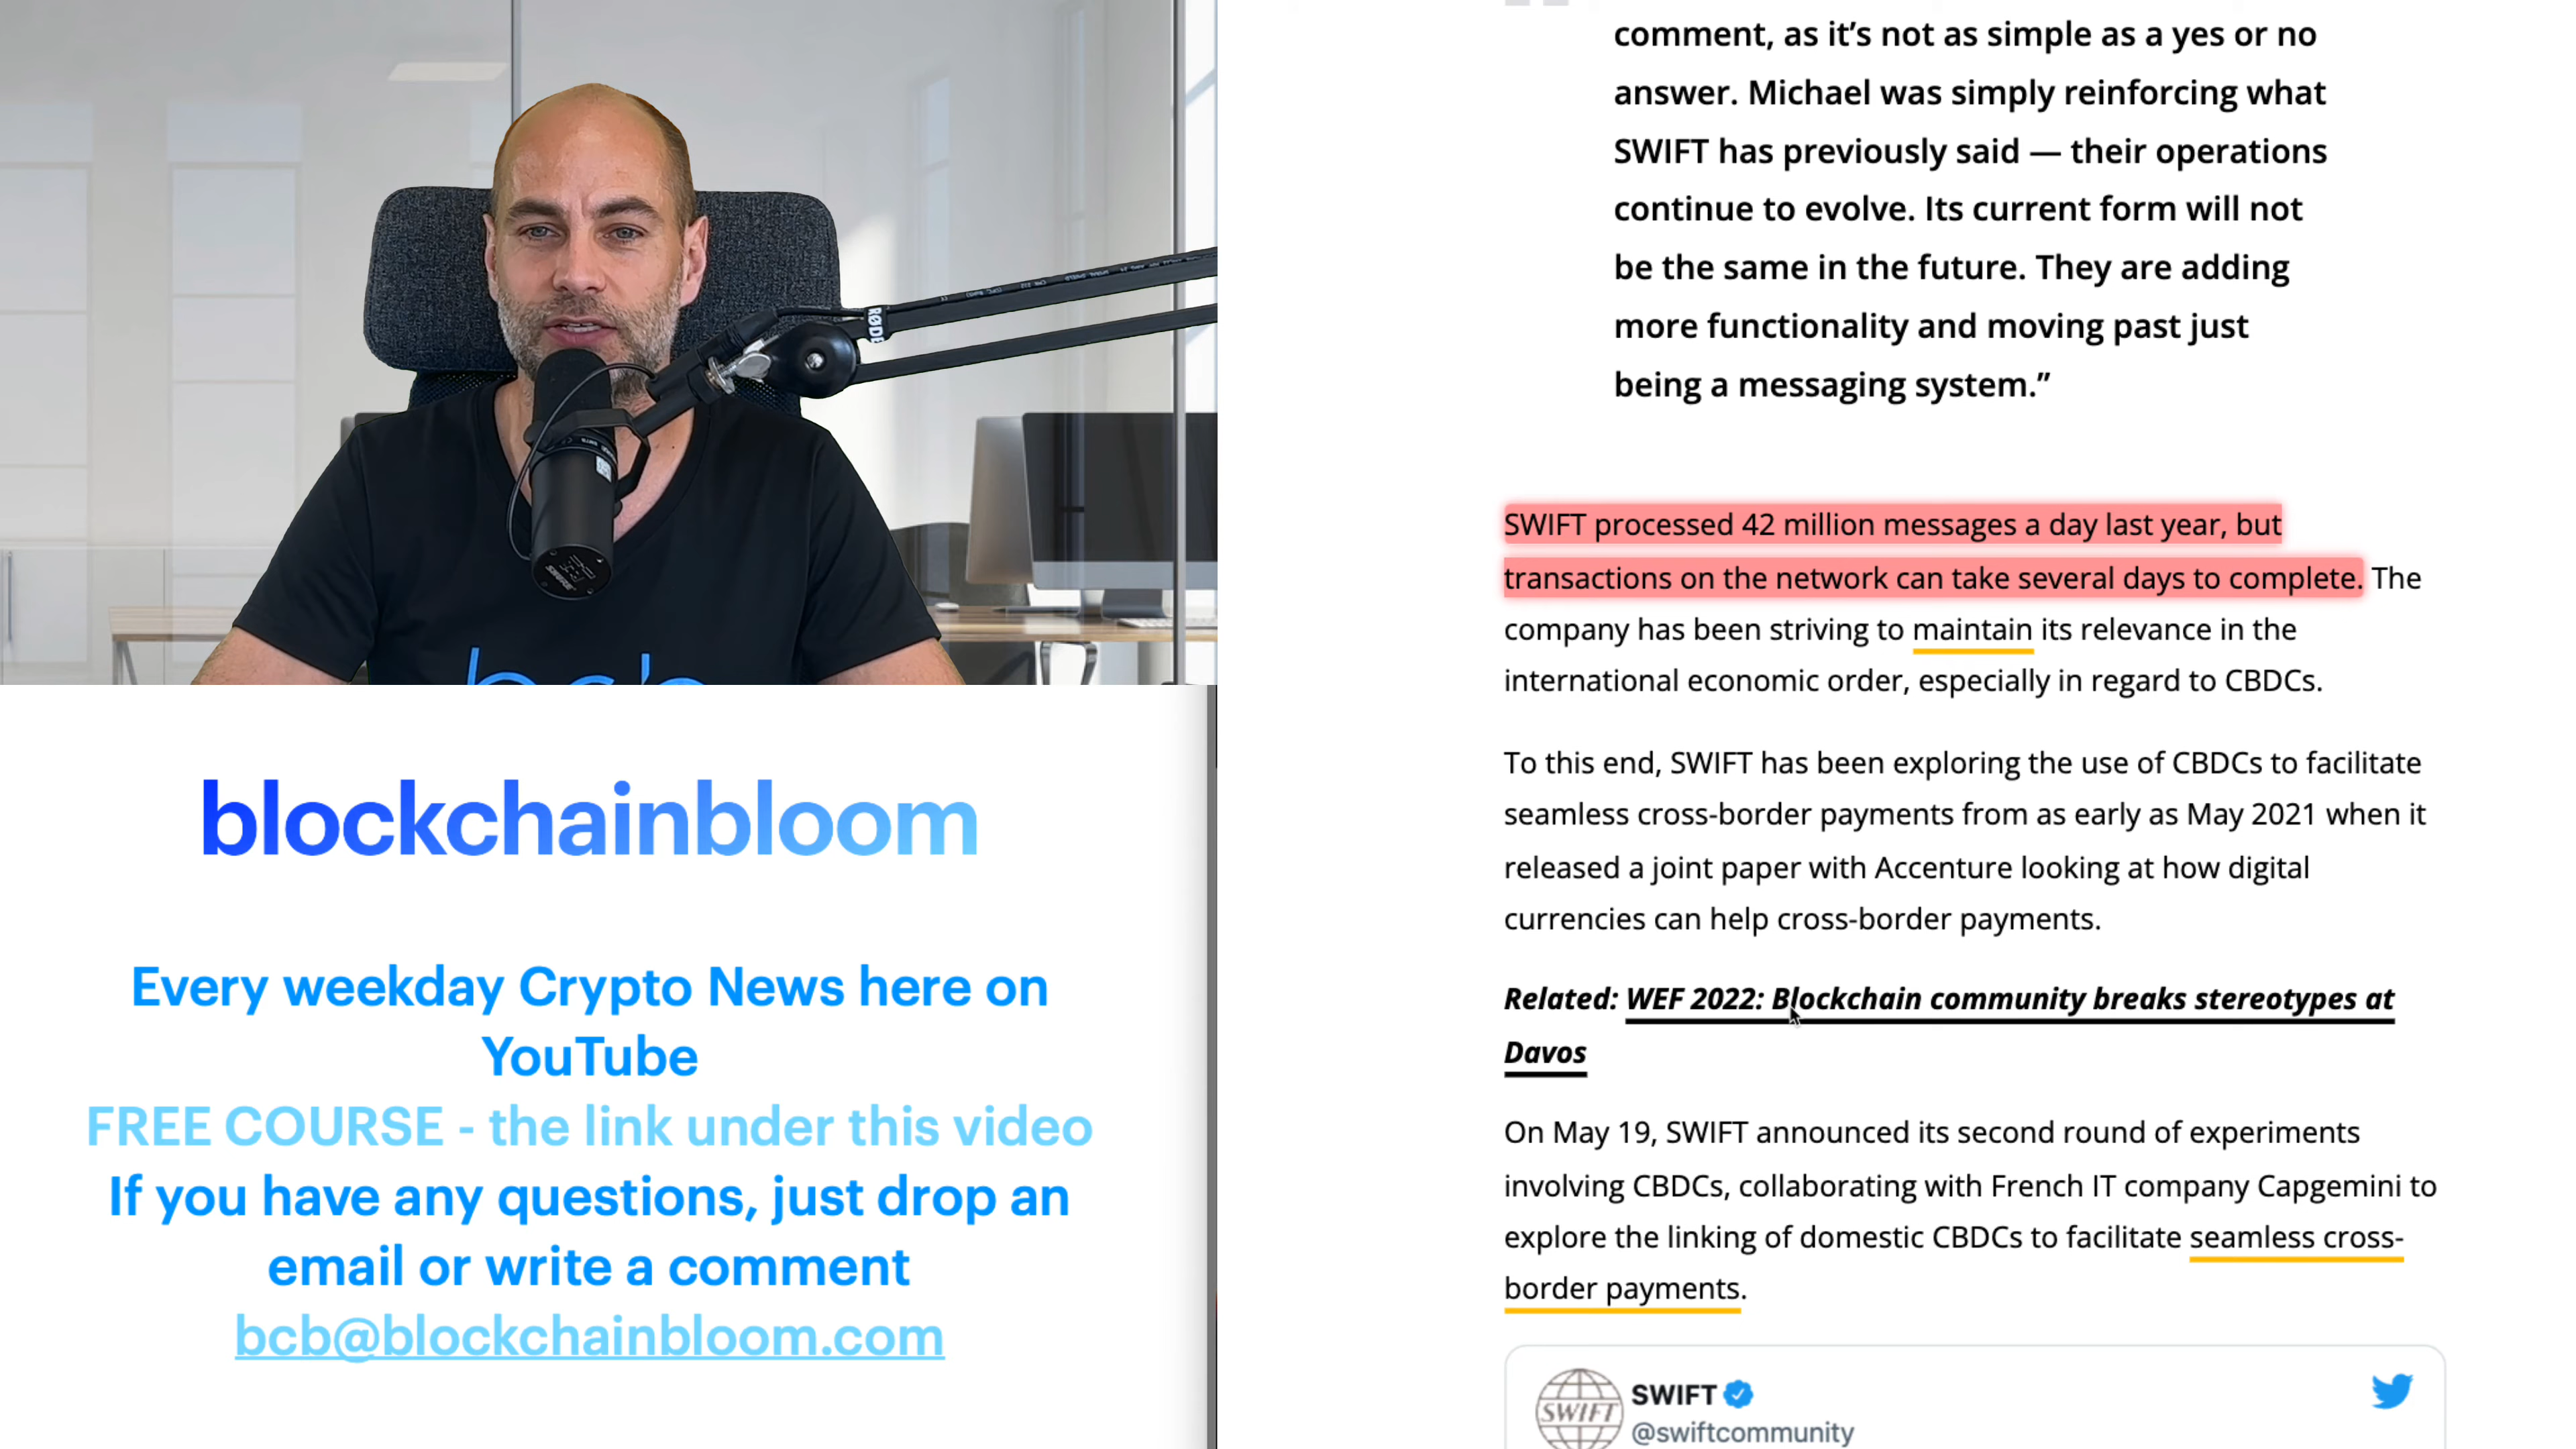 RØDE
bcb
blockchainbloom
Every weekday Crypto News here on
YouTube
FREE COURSE - the link under this video
If you have any questions, just drop an
email or write a comment
bcb@blockchainbloom.com
comment, as it’s not as simple as a yes or no
answer. Michael was simply reinforcing what
SWIFT has previously said — their operations
continue to evolve. Its current form will not
be the same in the future. They are adding
more functionality and moving past just
being a messaging system.”
SWIFT processed 42 million messages a day last year, but
transactions on the network can take several days to complete. The
company has been striving to maintain its relevance in the
international economic order, especially in regard to CBDCs.
To this end, SWIFT has been exploring the use of CBDCs to facilitate
seamless cross-border payments from as early as May 2021 when it
released a joint paper with Accenture looking at how digital
currencies can help cross-border payments.
Related: WEF 2022: Blockchain community breaks stereotypes at
Davos
On May 19, SWIFT announced its second round of experiments
involving CBDCs, collaborating with French IT company Capgemini to
explore the linking of domestic CBDCs to facilitate seamless cross-
border payments.
SWIFT
SWIFT
@swiftcommunity